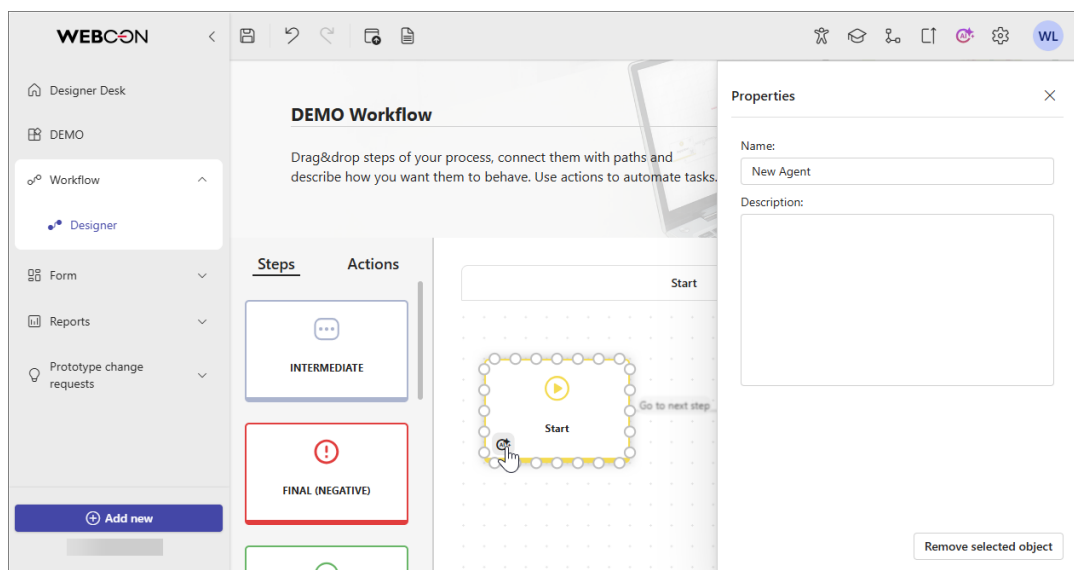 WEBCON
AI
WL
Designer Desk
DEMO
Workflow
Designer
Form
Reports
Prototype change
requests
Add new
DEMO Workflow
Drag&drop steps of your process, connect them with paths and
describe how you want them to behave. Use actions to automate tasks.
Steps
Actions
INTERMEDIATE
FINAL (NEGATIVE)
Start
Start
AI
Go to next step
Properties
Name:
New Agent
Description:
Remove selected object